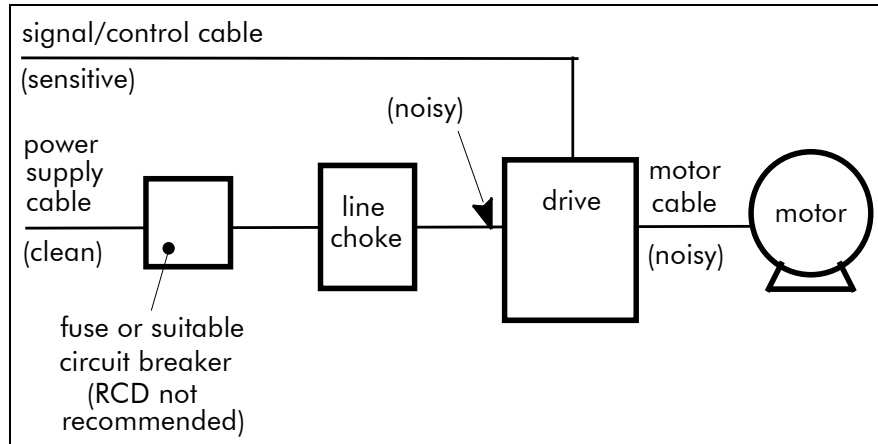 signal/control cable
(sensitive)
(noisy)
power
supply
cable
(clean)
line
choke
drive
motor
cable
(noisy)
motor
fuse or suitable
circuit breaker
(RCD not
recommended)